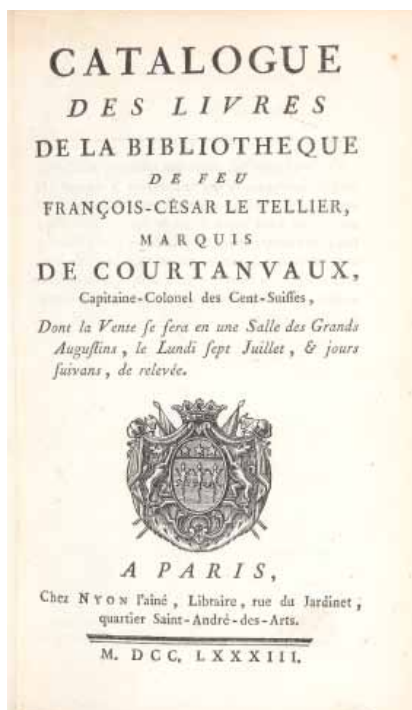 CATALOGUE
DES LIVRES
DE LA BIBLIOTHEQUE
DE FEU
FRANÇOIS-CÉSAR LE TELLIER,
MARQUIS
DE COURTANVAUX,
Capitaine-Colonel des Cent-Suiſſes,
Dont la Vente ſe fera en une Salle des Grands
Auguſtins, le Lundi ſept Juillet, & jours
ſuivans, de relevée.
A PARIS,
Chez NYON l'aîné, Libraire, rue du Jardinet,
quartier Saint-André-des-Arts.
M. DCC. LXXXIII.